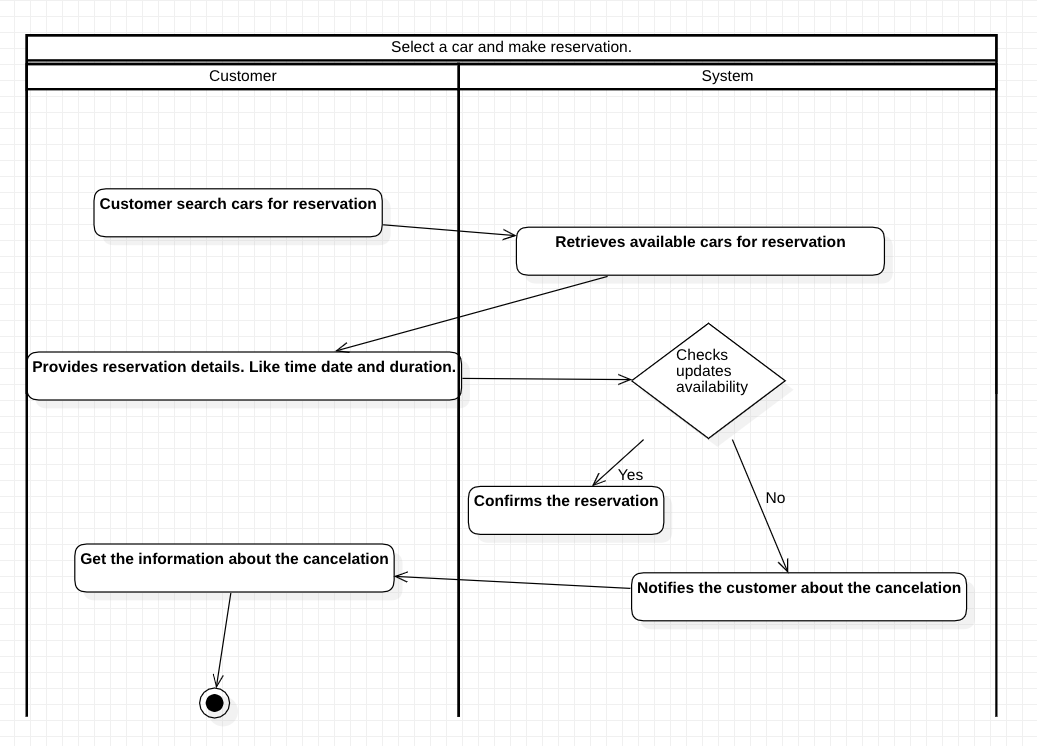 Select a car and make reservation.
Customer
System
Customer search cars for reservation
Retrieves available cars for reservation
Provides reservation details. Like time date and duration.
Checks
updates
availability
Yes
No
Confirms the reservation
Get the information about the cancelation
Notifies the customer about the cancelation